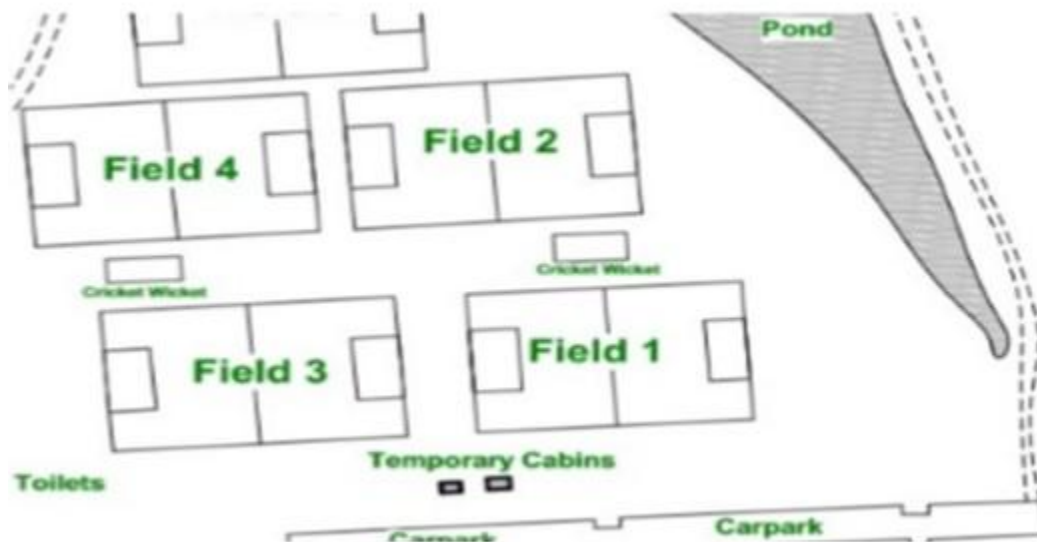 Pond
Field 2
Field 4
Cricket Wicket
Cricket Wicket
Field 1
Field 3
Temporary Cabins
Toilets
Carpark
Carpark